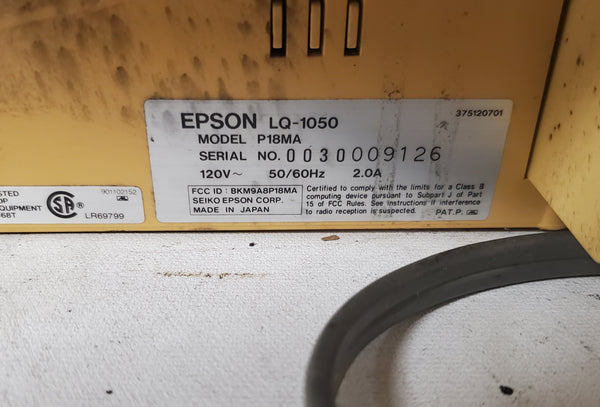 EPSON LQ-1050
375120701
MODEL P18MA
SERIAL NO. 0030009126
120V~ 50/60Hz 2.0A
FCC ID : BKM9A8P18MA
SEIKO EPSON CORP.
MADE IN JAPAN
Certified to comply with the limits for a Class B
computing device pursuant to Subpart J of Part
15 of FCC Rules. See instructions if interference
to radio reception is suspected. PAT.P.
901102152
EQUIPMENT
LR69799